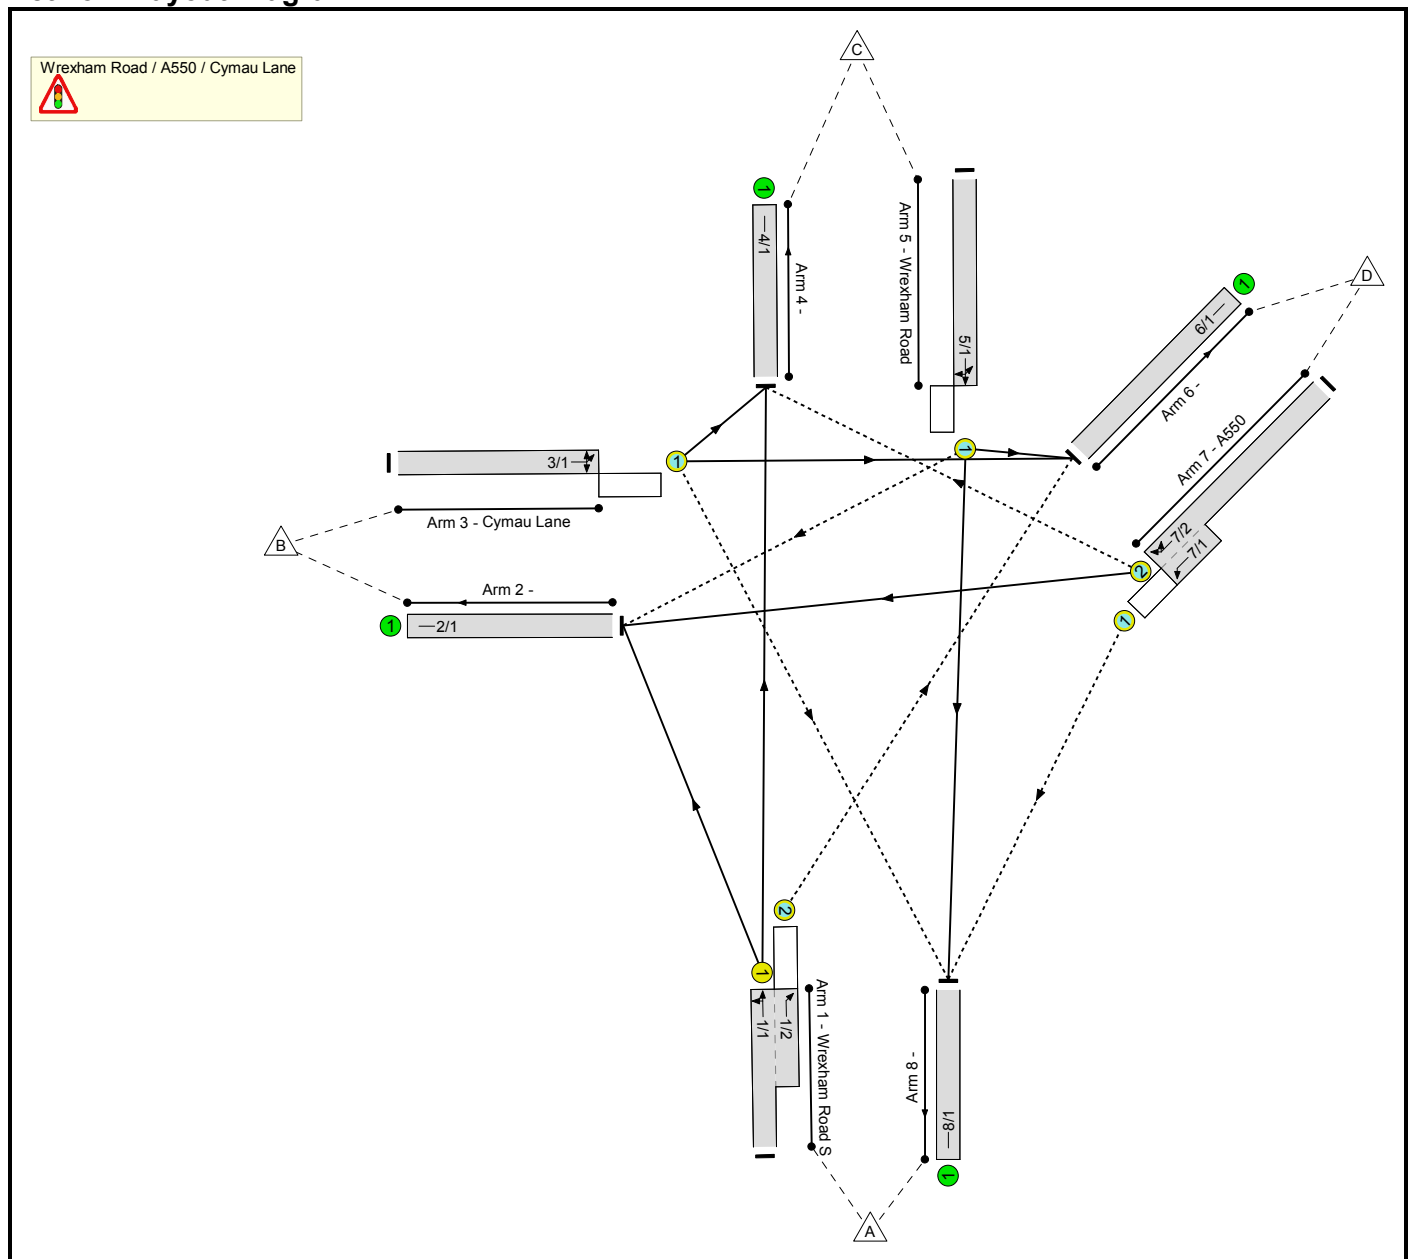 Wrexham Road / A550 / Cymau Lane
C
1
4/1
Arm 4 -
Arm 5 - Wrexham Road
5/1
1
1
6/1
Arm 6 -
D
Arm 7 - A550
7/2
7/1
2
1
3/1
1
Arm 3 - Cymau Lane
B
Arm 2 -
1
2/1
2
1
1/1
1/2
Arm 1 - Wrexham Road S
Arm 8 -
8/1
1
A